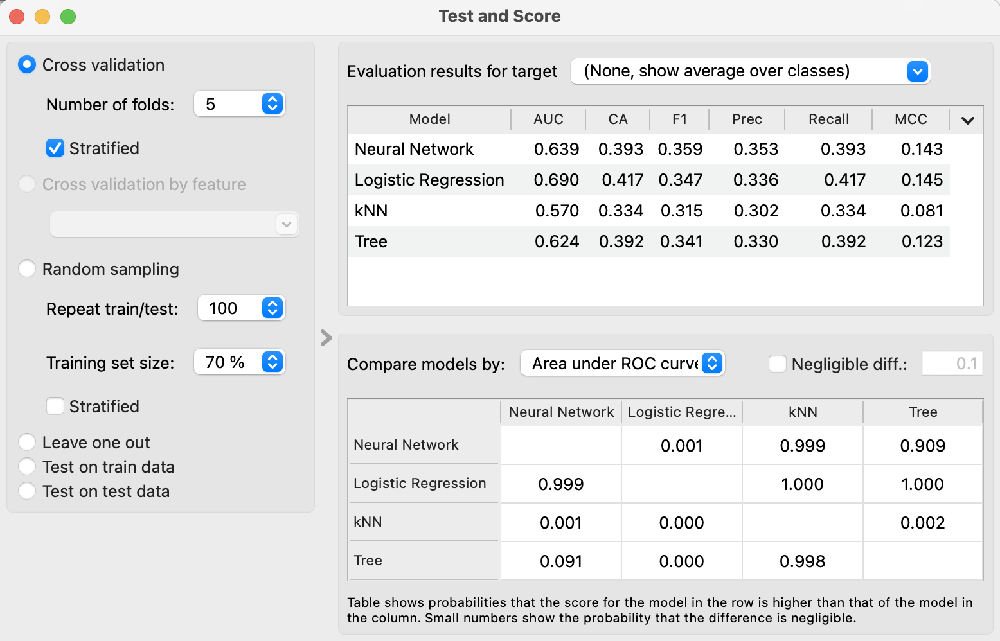 Test and Score
Cross validation
Number of folds: 5
Stratified
Cross validation by feature
Random sampling
Repeat train/test: 100
Training set size: 70 %
Stratified
Leave one out
Test on train data
Test on test data
Evaluation results for target (None, show average over classes)
Model AUC CA F1 Prec Recall MCC
Neural Network 0.639 0.393 0.359 0.353 0.393 0.143
Logistic Regression 0.690 0.417 0.347 0.336 0.417 0.145
kNN 0.570 0.334 0.315 0.302 0.334 0.081
Tree 0.624 0.392 0.341 0.330 0.392 0.123
Compare models by: Area under ROC curve Negligible diff.: 0.1
Neural Network Logistic Regre... kNN Tree
Neural Network 0.001 0.999 0.909
Logistic Regression 0.999 1.000 1.000
kNN 0.001 0.000 0.002
Tree 0.091 0.000 0.998
Table shows probabilities that the score for the model in the row is higher than that of the model in
the column. Small numbers show the probability that the difference is negligible.